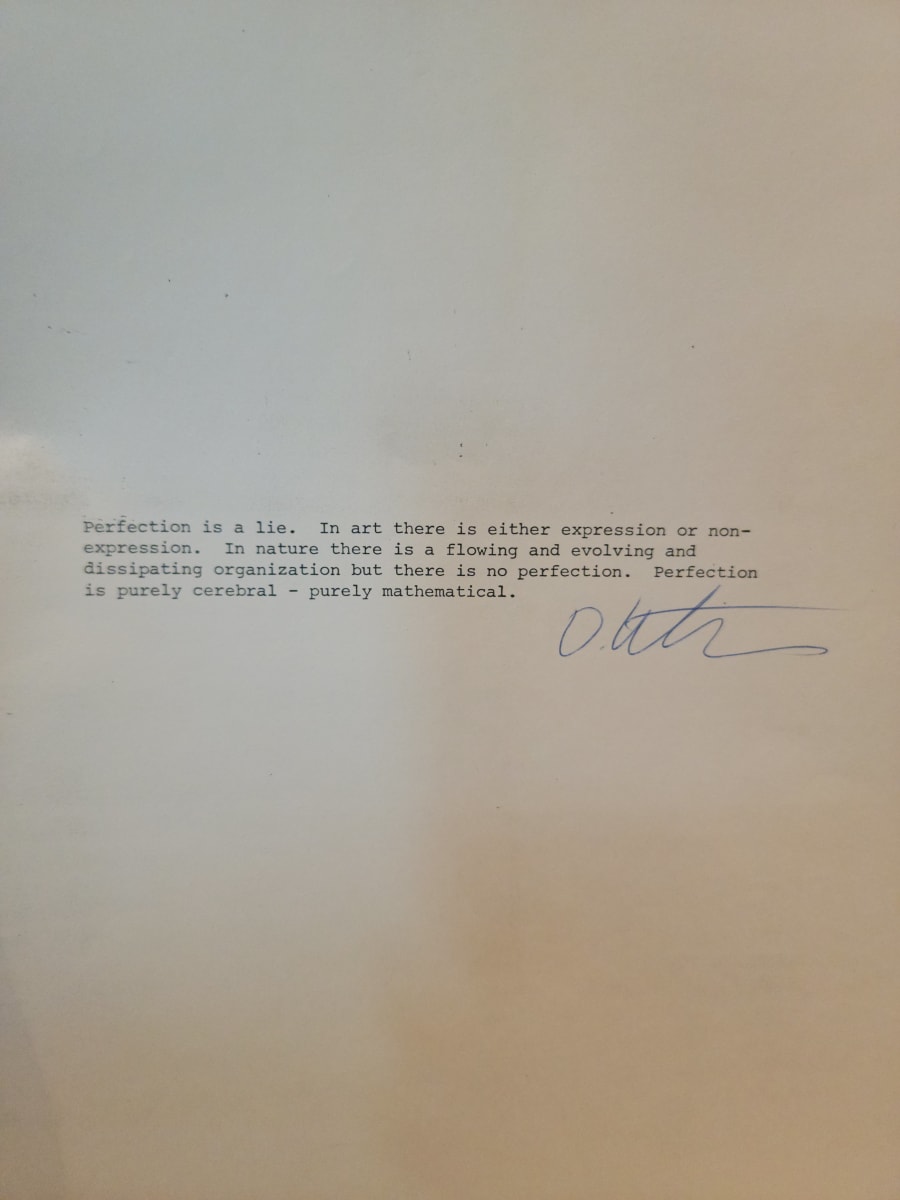 Perfection is a lie.  In art there is either expression or non-
expression.  In nature there is a flowing and evolving and
dissipating organization but there is no perfection.  Perfection
is purely cerebral - purely mathematical.